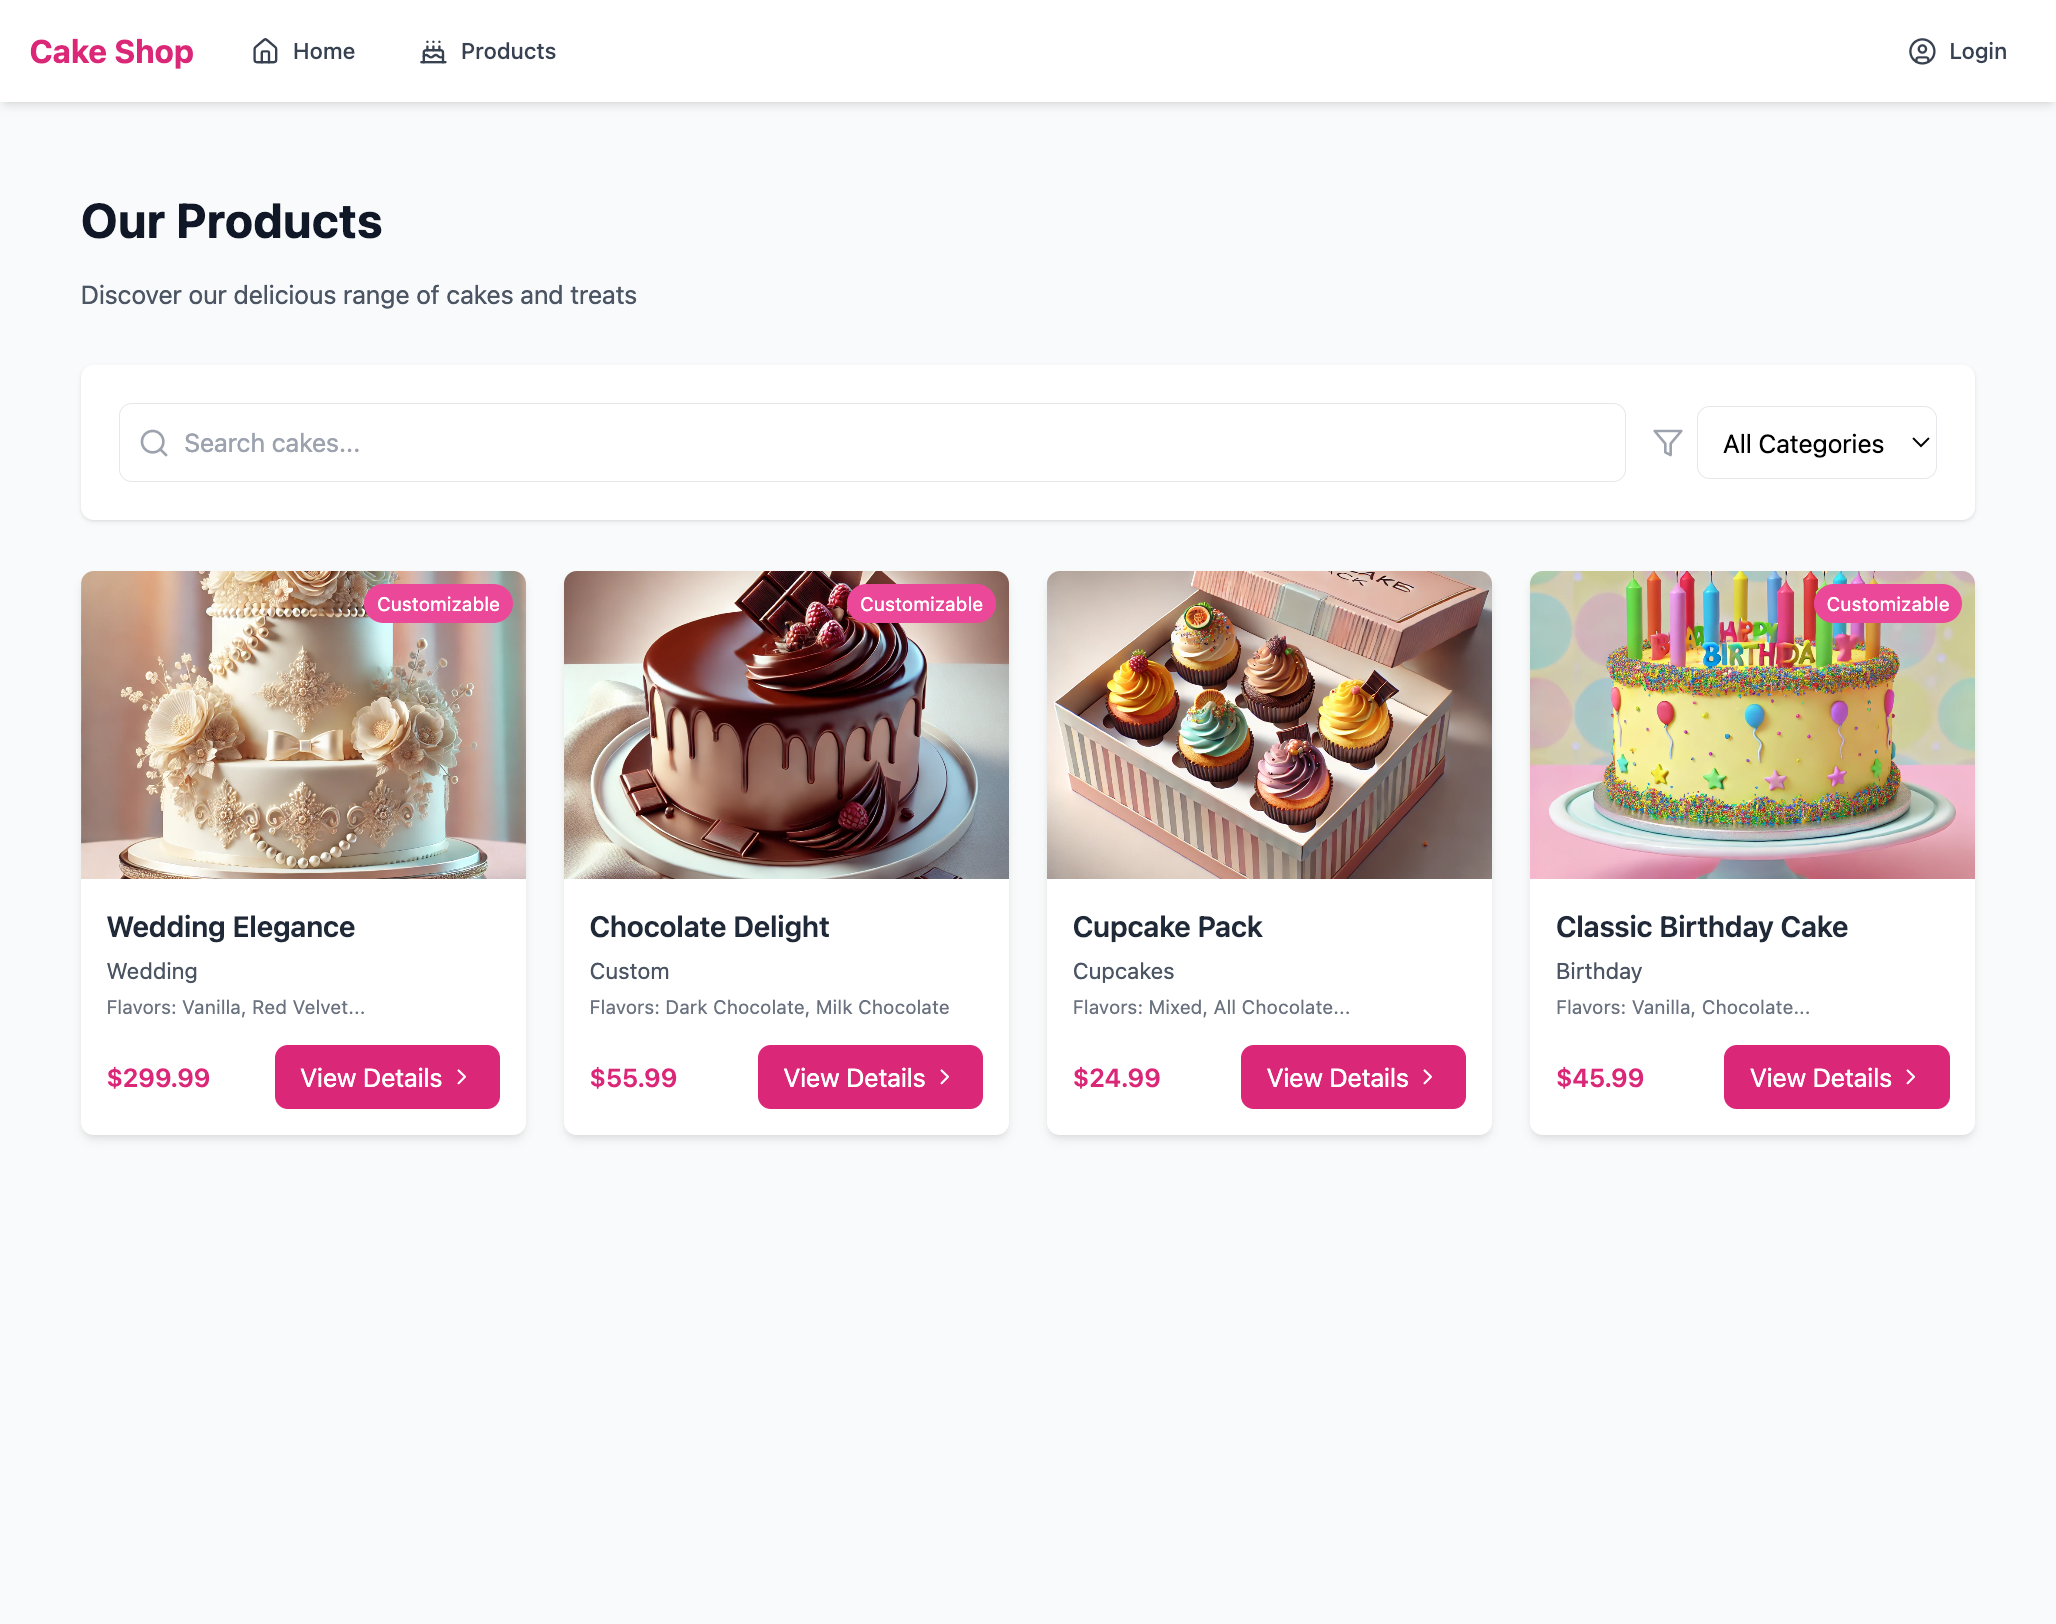 Cake Shop
Home
Products
Login
Our Products
Discover our delicious range of cakes and treats
Search cakes...
All Categories
Customizable
Customizable
CAKE
CK
Customizable
HAPPY
BIRTHDA
Wedding Elegance
Wedding
Flavors: Vanilla, Red Velvet...
$299.99
View Details
Chocolate Delight
Custom
Flavors: Dark Chocolate, Milk Chocolate
$55.99
View Details
Cupcake Pack
Cupcakes
Flavors: Mixed, All Chocolate...
$24.99
View Details
Classic Birthday Cake
Birthday
Flavors: Vanilla, Chocolate...
$45.99
View Details